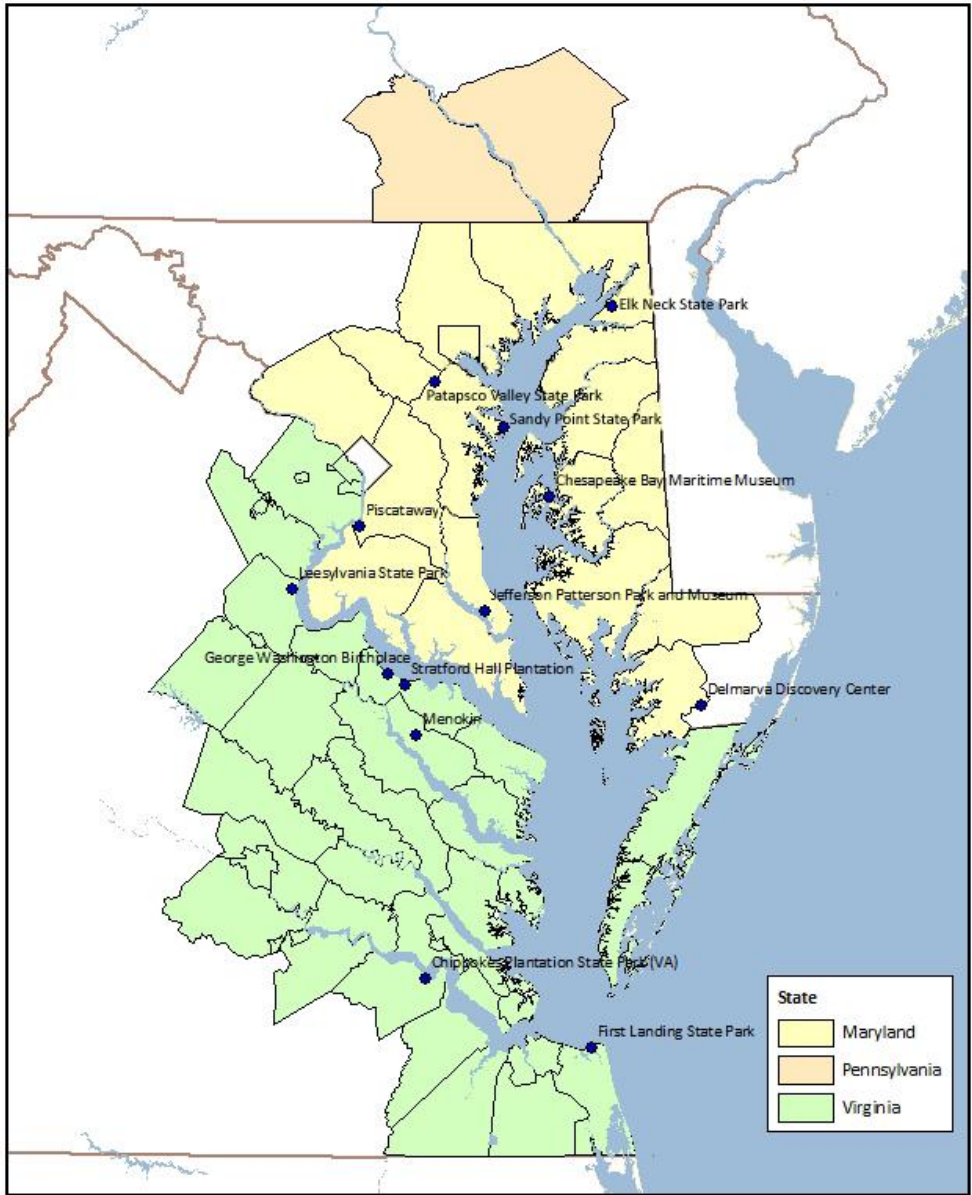 Elk Neck State Park
Patapsco Valley State Park
Sandy Point State Park
Chesapeake Bay Maritime Museum
Piscataway
Leesylvania State Park
Jefferson Patterson Park and Museum
George Washington Birthplace
Stratford Hall Plantation
Delmarva Discovery Center
Menokin
Chippokes Plantation State Park (VA)
First Landing State Park
State
Maryland
Pennsylvania
Virginia